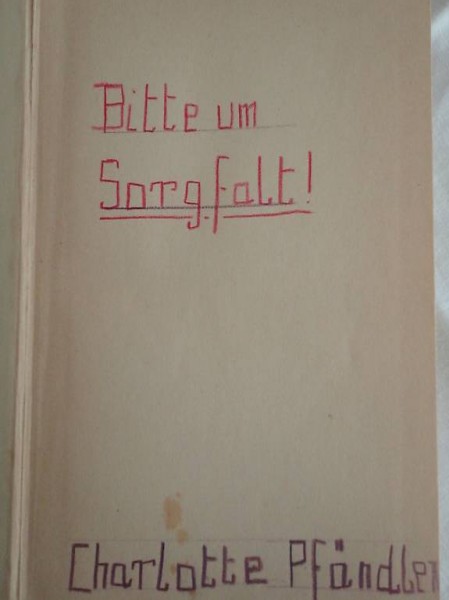 Bitte um
Sorgfalt!
Charlotte Pfändler